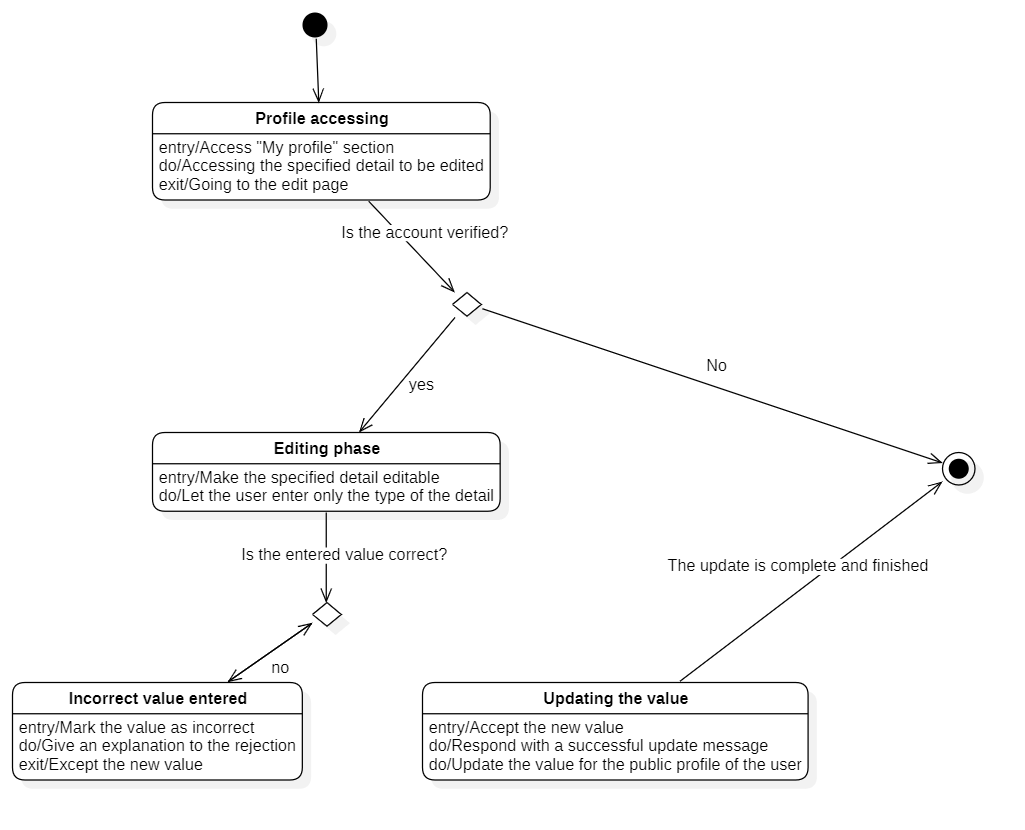 Profile accessing
entry/Access "My profile" section
do/Accessing the specified detail to be edited
exit/Going to the edit page
Is the account verified?
No
yes
Editing phase
entry/Make the specified detail editable
do/Let the user enter only the type of the detail
Is the entered value correct?
The update is complete and finished
no
Incorrect value entered
entry/Mark the value as incorrect
do/Give an explanation to the rejection
exit/Except the new value
Updating the value
entry/Accept the new value
do/Respond with a successful update message
do/Update the value for the public profile of the user